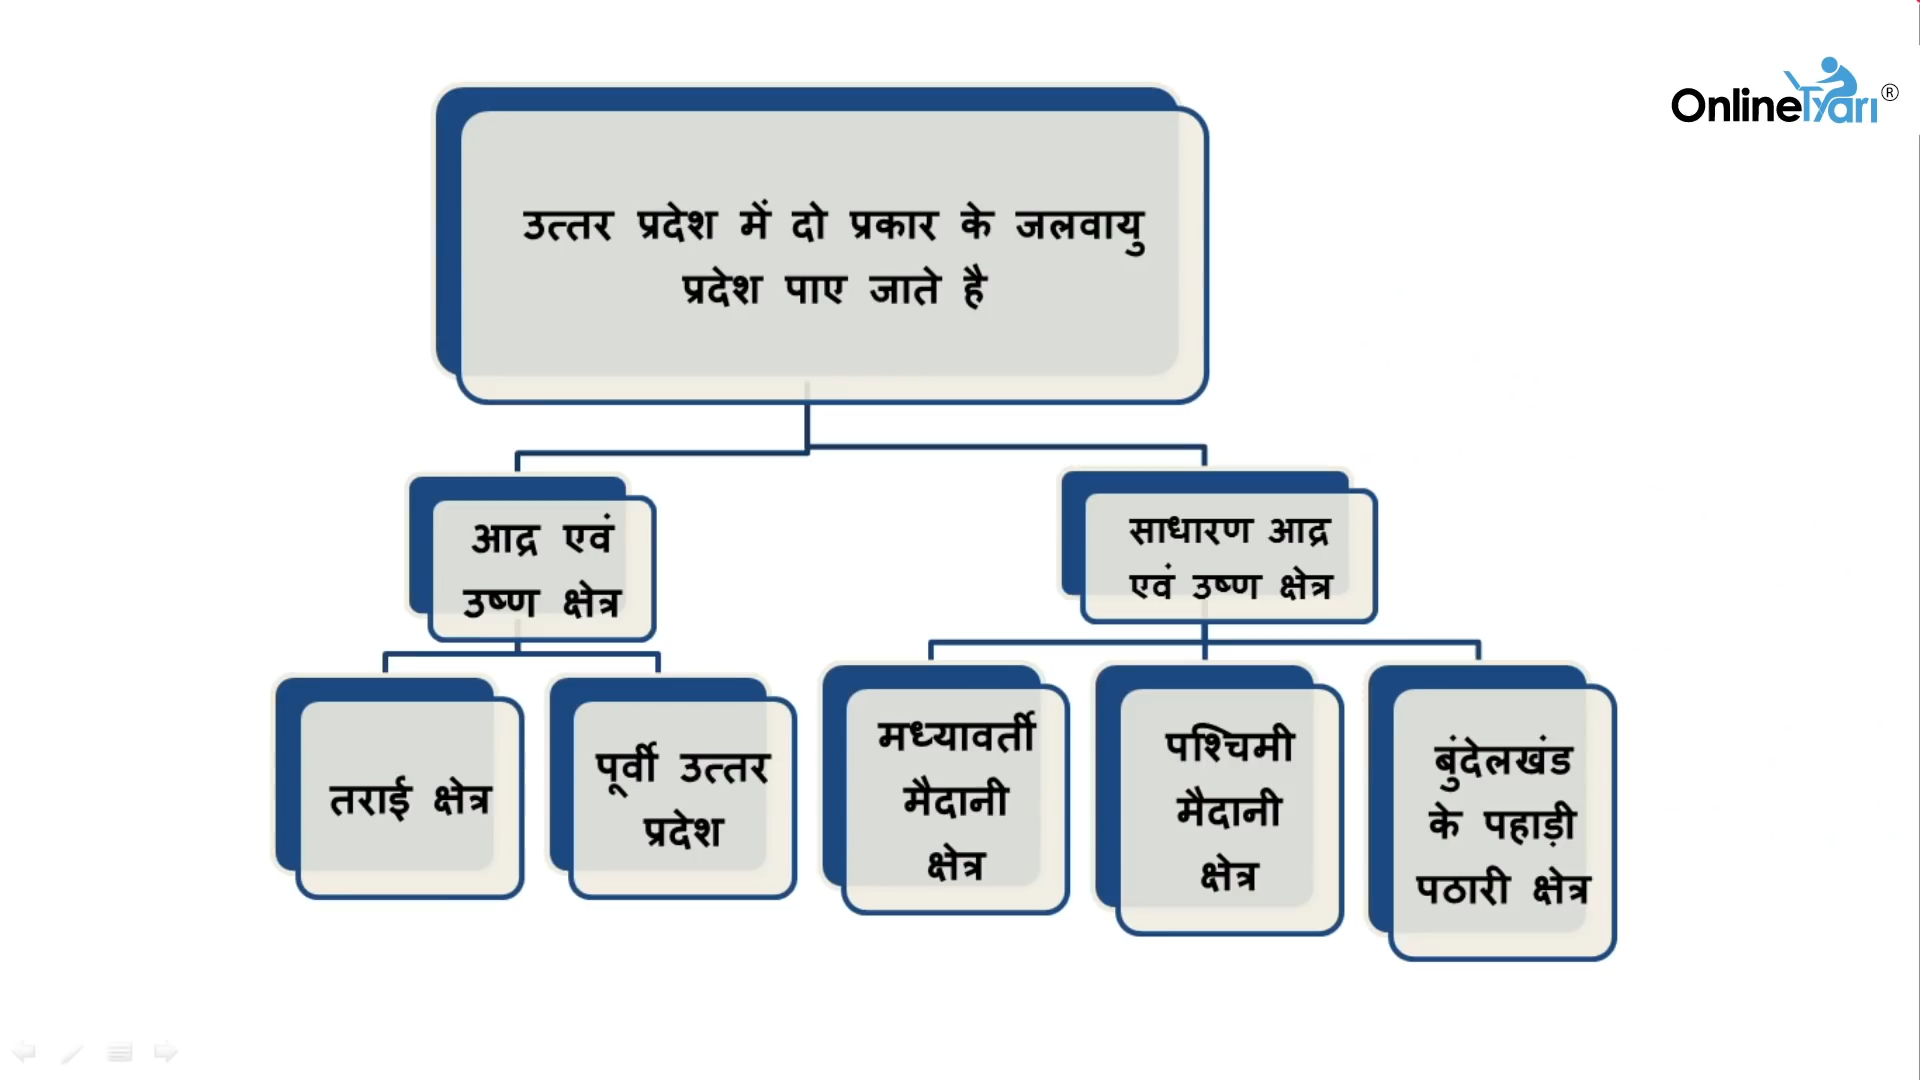 OnlineTyari®
उत्तर प्रदेश में दो प्रकार के जलवायु
प्रदेश पाए जाते है
आद्र एवं
उष्ण क्षेत्र
साधारण आद्र
एवं उष्ण क्षेत्र
तराई क्षेत्र
पूर्वी उत्तर
प्रदेश
मध्यावर्ती
मैदानी
क्षेत्र
पश्चिमी
मैदानी
क्षेत्र
बुंदेलखंड
के पहाड़ी
पठारी क्षेत्र